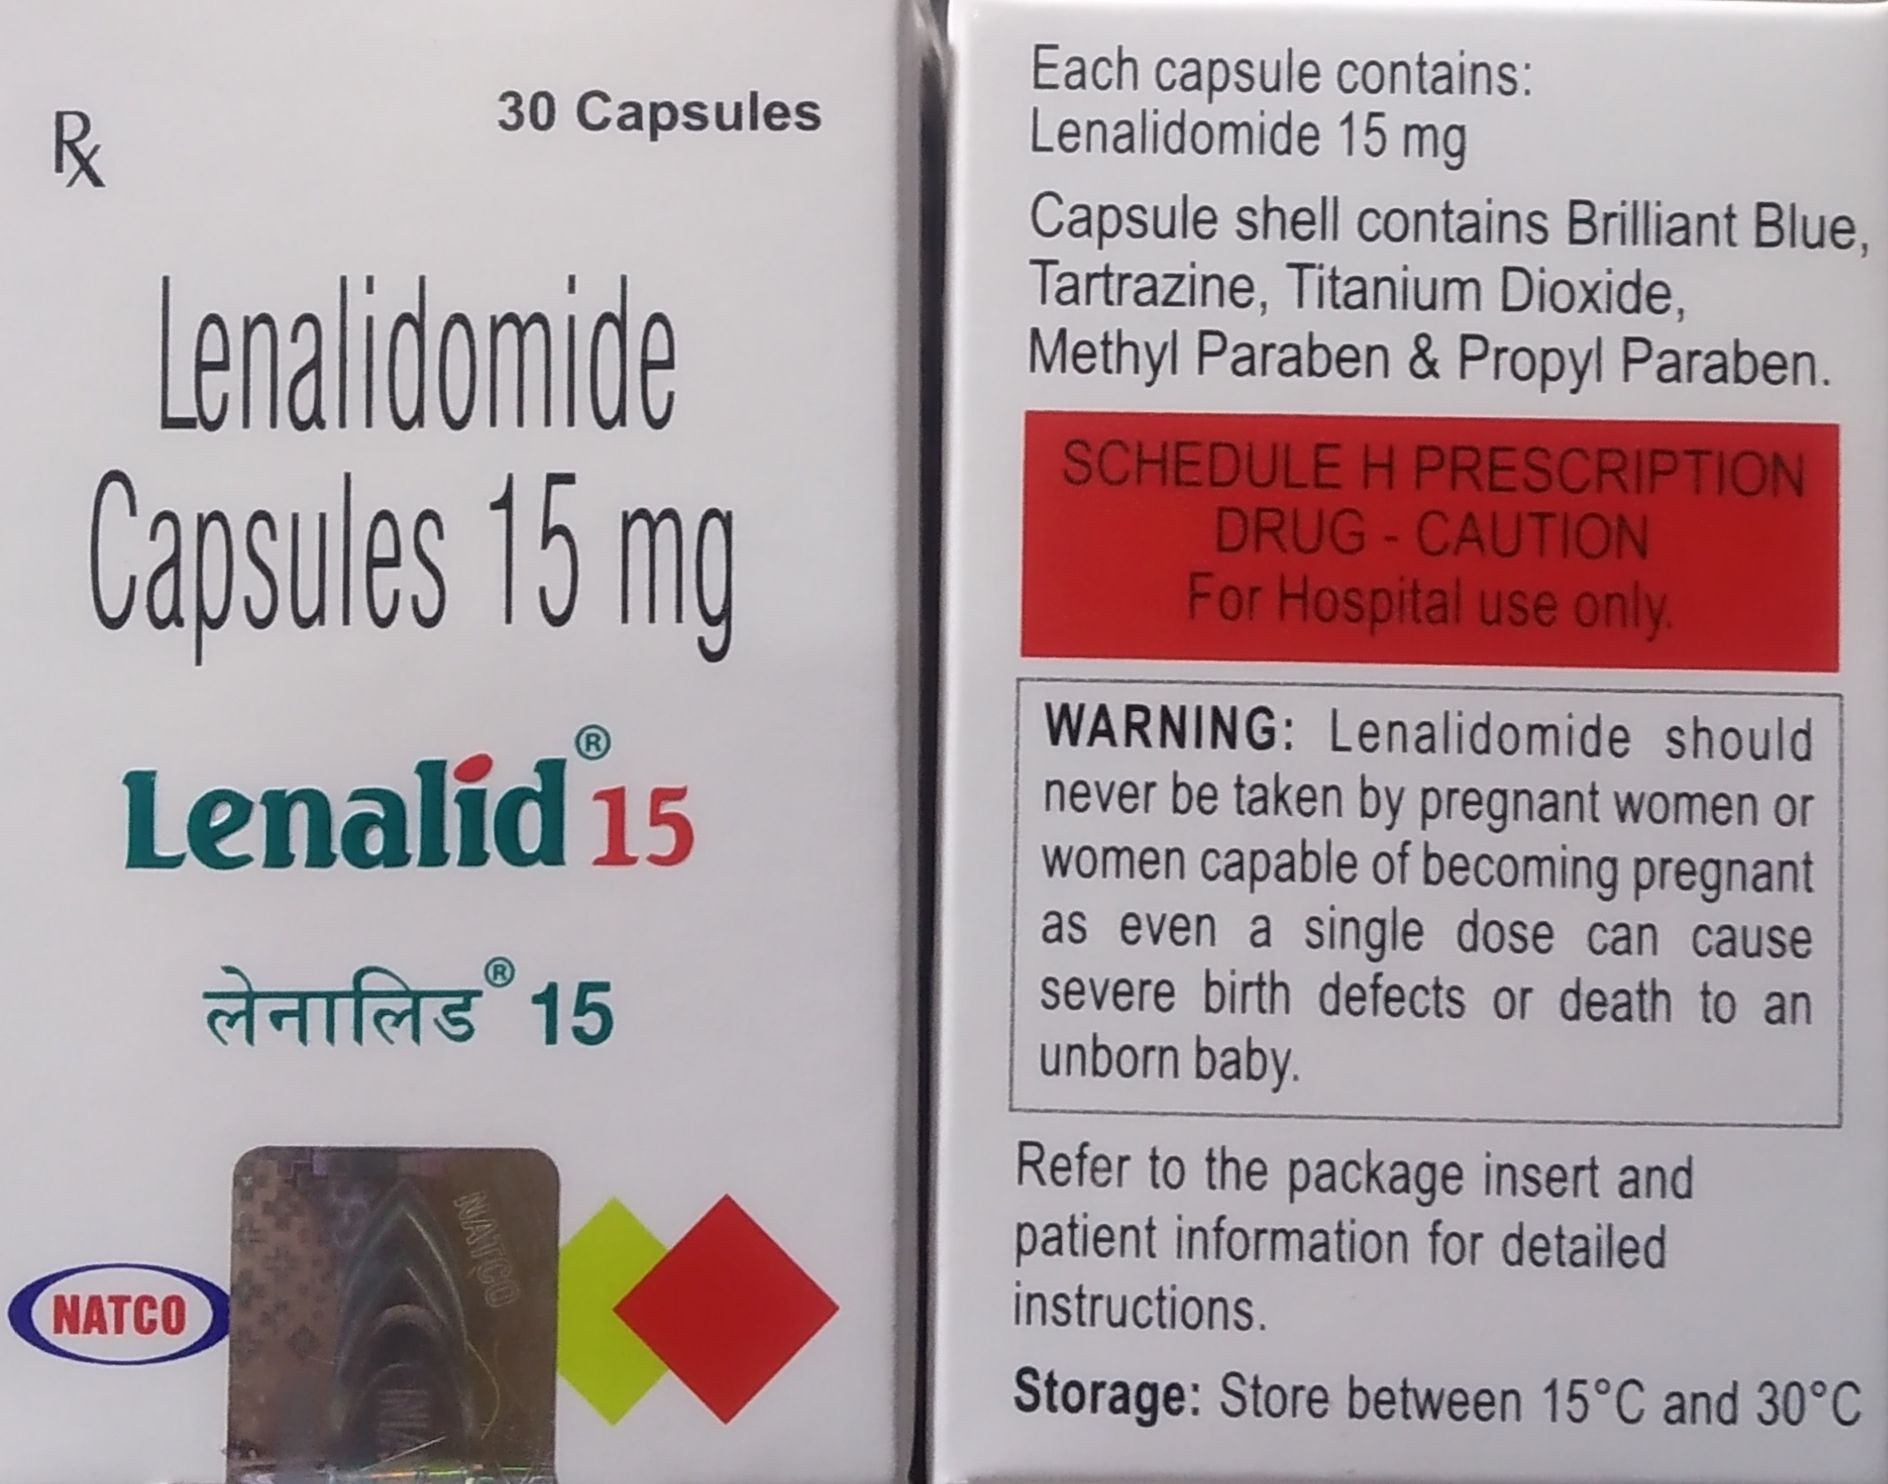 Rx
30 Capsules
Lenalidomide
Capsules 15 mg
Lenalid® 15
लेनालिड® 15
NATCO
NATCO
Each capsule contains:
Lenalidomide 15 mg
Capsule shell contains Brilliant Blue,
Tartrazine, Titanium Dioxide,
Methyl Paraben & Propyl Paraben.
SCHEDULE H PRESCRIPTION
DRUG - CAUTION
For Hospital use only.
WARNING: Lenalidomide should
never be taken by pregnant women or
women capable of becoming pregnant
as even a single dose can cause
severe birth defects or death to an
unborn baby.
Refer to the package insert and
patient information for detailed
instructions.
Storage: Store between 15°C and 30°C